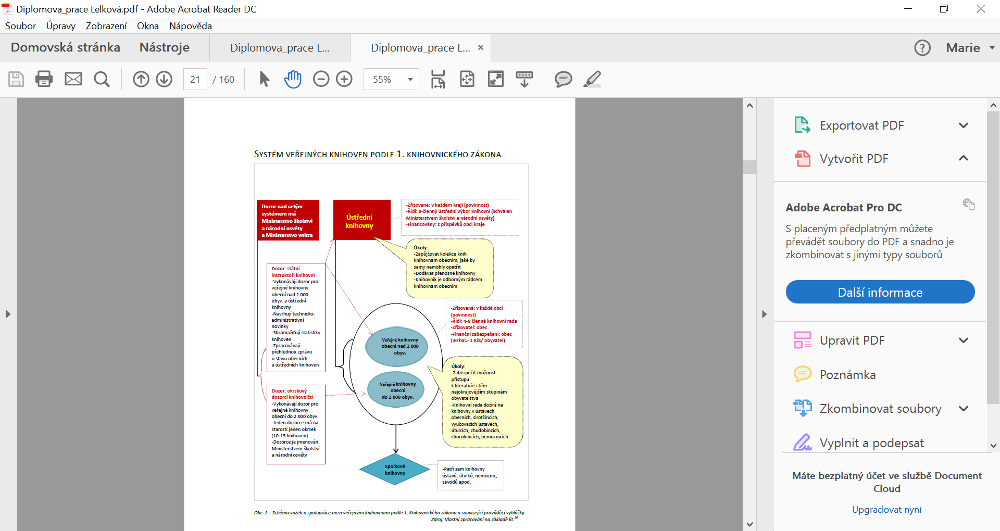 Diplomova_prace Lelková.pdf - Adobe Acrobat Reader DC
Soubor Úpravy Zobrazení Okna Nápověda
Domovská stránka Nástroje Diplomova_prace L... Diplomova_prace L... × ? Marie
21 / 160 55%
SYSTÉM VEŘEJNÝCH KNIHOVEN PODLE 1. KNIHOVNICKÉHO ZÁKONA
Dozor nad celým
systémem má
Ministerstvo školství
a národní osvěty
a Ministerstvo vnitra
Ústřední
knihovny
-Zřizované: v každém kraji (povinnost)
-Řídí: 8-členný ústřední výbor knihovní (schválen
Ministerstvem školství a národní osvěty)
-Financovány: z příspěvků obcí kraje
Úkoly:
-Zapůjčovat kolekce knih
knihovnám obecním, jaké by
samy nemohly opatřit
-Dodávat přenosné knihovny
-Knihovník je odborným rádcem
knihovnám obecním
Dozor: státní
instruktoři knihovní
-Vykonávají dozor pro
veřejné knihovny
obecní nad 2 000
obyv. a ústřední
knihovny
-Navrhují technicko-
administrativní
novinky
-Shromažďují statistiky
knihoven
-Zpracovávají
přehlednou zprávu
o stavu obecních
a ústředních knihoven
-Zřizovaná: v každé obci
(povinnost)
-Řídí: 4-8 členná knihovní rada
-Zřizovatel: obec
-Finanční zabezpečení: obec
(30 hal.- 1 Kčs/ obyvatel)
Veřejné knihovny
obecní nad 2 000
obyv.
Veřejné knihovny
obecní
do 2 000 obyv.
Úkoly:
-Zabezpečit možnost
přístupu
k literatuře i těm
nejokrajovějším skupinám
obyvatelstva
-Knihovní rada dozírá na
knihovny v ústavech
obecních, sirotčincích,
vyučovacích ústavech,
útulcích, chudobincích,
chorobincích, nemocnicích ...
Dozor: okrskový
dozorci knihovničtí
-Vykonávají dozor pro
veřejné knihovny
obecní do 2 000 obyv.
-Jeden dozorce má na
starosti jeden okrsek
(10-15 knihoven)
-Dozorce je jmenován
Ministerstvem školství
a národní osvěty
Spolkové
knihovny
-Patří sem knihovny
ústavů, útulků, nemocnic,
závodů apod.
Obr. 1 – Schéma vazeb a spolupráce mezi veřejnými knihovnami podle 1. Knihovnického zákona a související prováděcí vyhlášky
Zdroj: Vlastní zpracování na základě lit.20
Exportovat PDF
Vytvořit PDF
Adobe Acrobat Pro DC
S placeným předplatným můžete
převádět soubory do PDF a snadno je
zkombinovat s jinými typy souborů
Další informace
Upravit PDF
Poznámka
Zkombinovat soubory
Vyplnit a podepsat
Máte bezplatný účet ve službě Document
Cloud
Upgradovat nyní